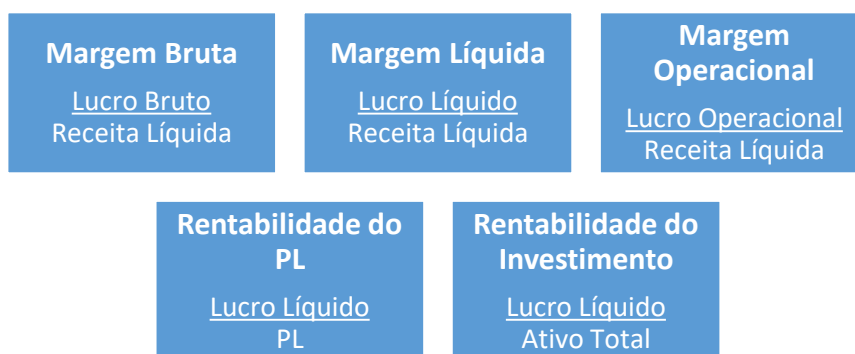 Margem Bruta
Lucro Bruto
Receita Líquida
Margem Líquida
Lucro Líquido
Receita Líquida
Margem
Operacional
Lucro Operacional
Receita Líquida
Rentabilidade do
PL
Lucro Líquido
PL
Rentabilidade do
Investimento
Lucro Líquido
Ativo Total